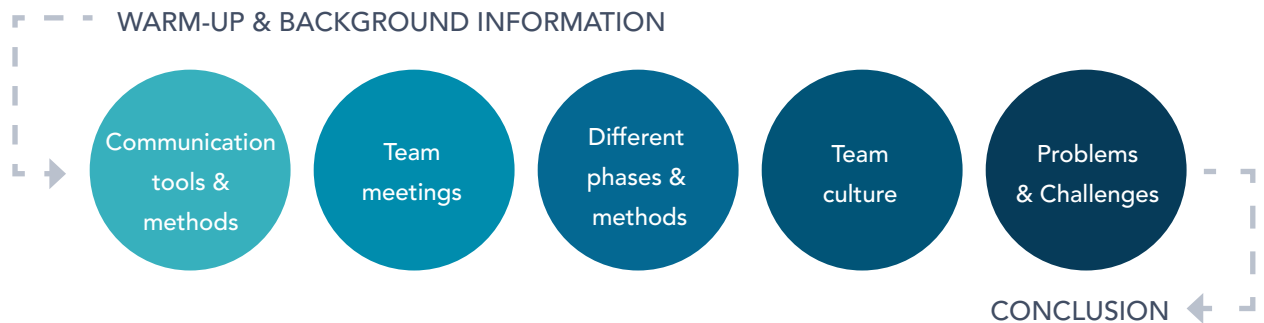 WARM-UP & BACKGROUND INFORMATION
Communication
tools &
methods
Team
meetings
Different
phases &
methods
Team
culture
Problems
& Challenges
CONCLUSION